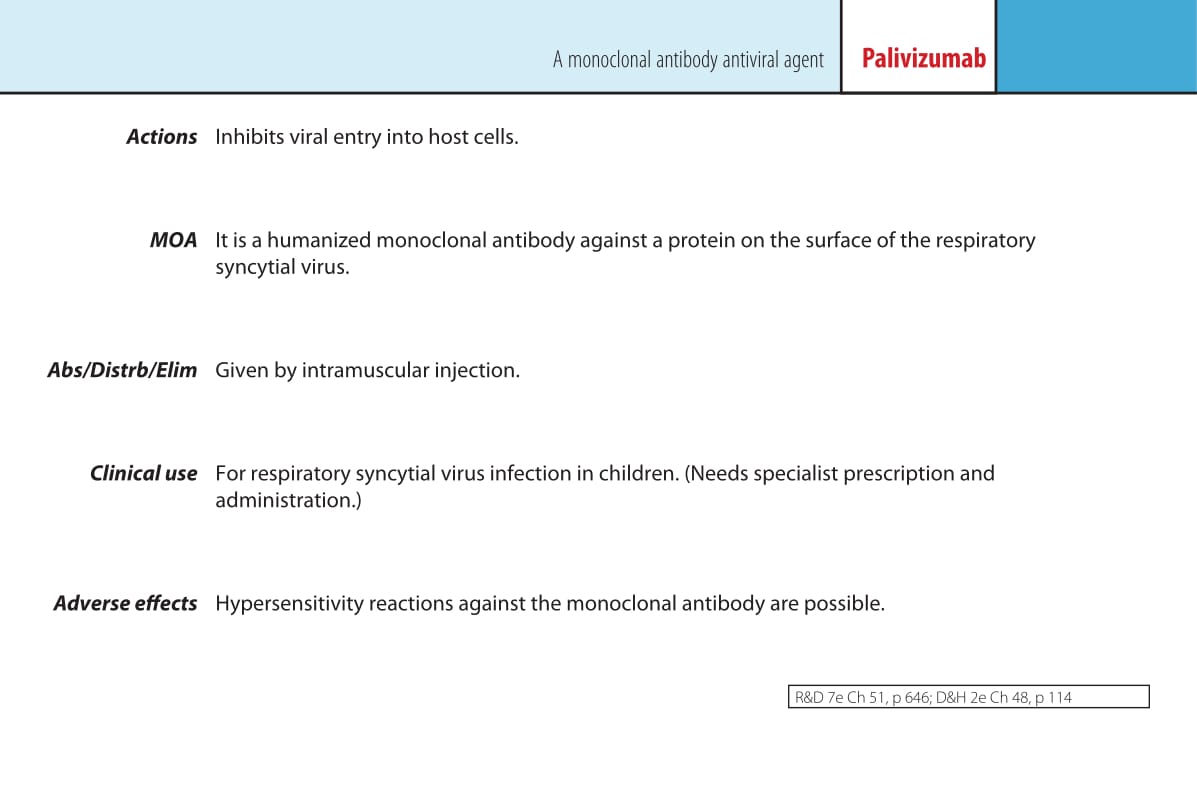 A monoclonal antibody antiviral agent Palivizumab
Actions Inhibits viral entry into host cells.
MOA It is a humanized monoclonal antibody against a protein on the surface of the respiratory
syncytial virus.
Abs/Distrb/Elim Given by intramuscular injection.
Clinical use For respiratory syncytial virus infection in children. (Needs specialist prescription and
administration.)
Adverse effects Hypersensitivity reactions against the monoclonal antibody are possible.
R&D 7e Ch 51, p 646; D&H 2e Ch 48, p 114